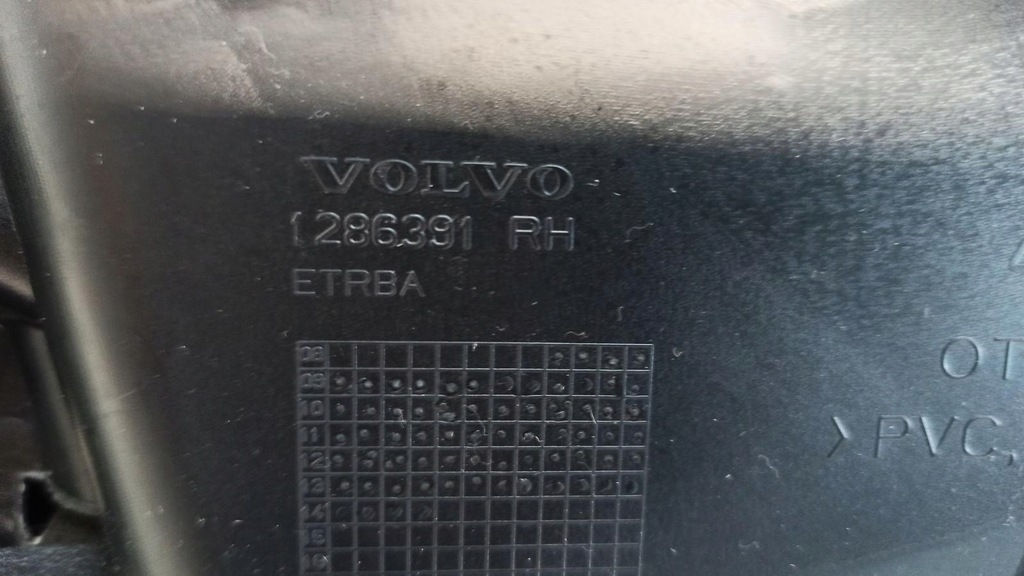 VOLVO
1286391 RH
ETRBA
OT
>PVC,
08
09
10
11
12
13
14
15
16